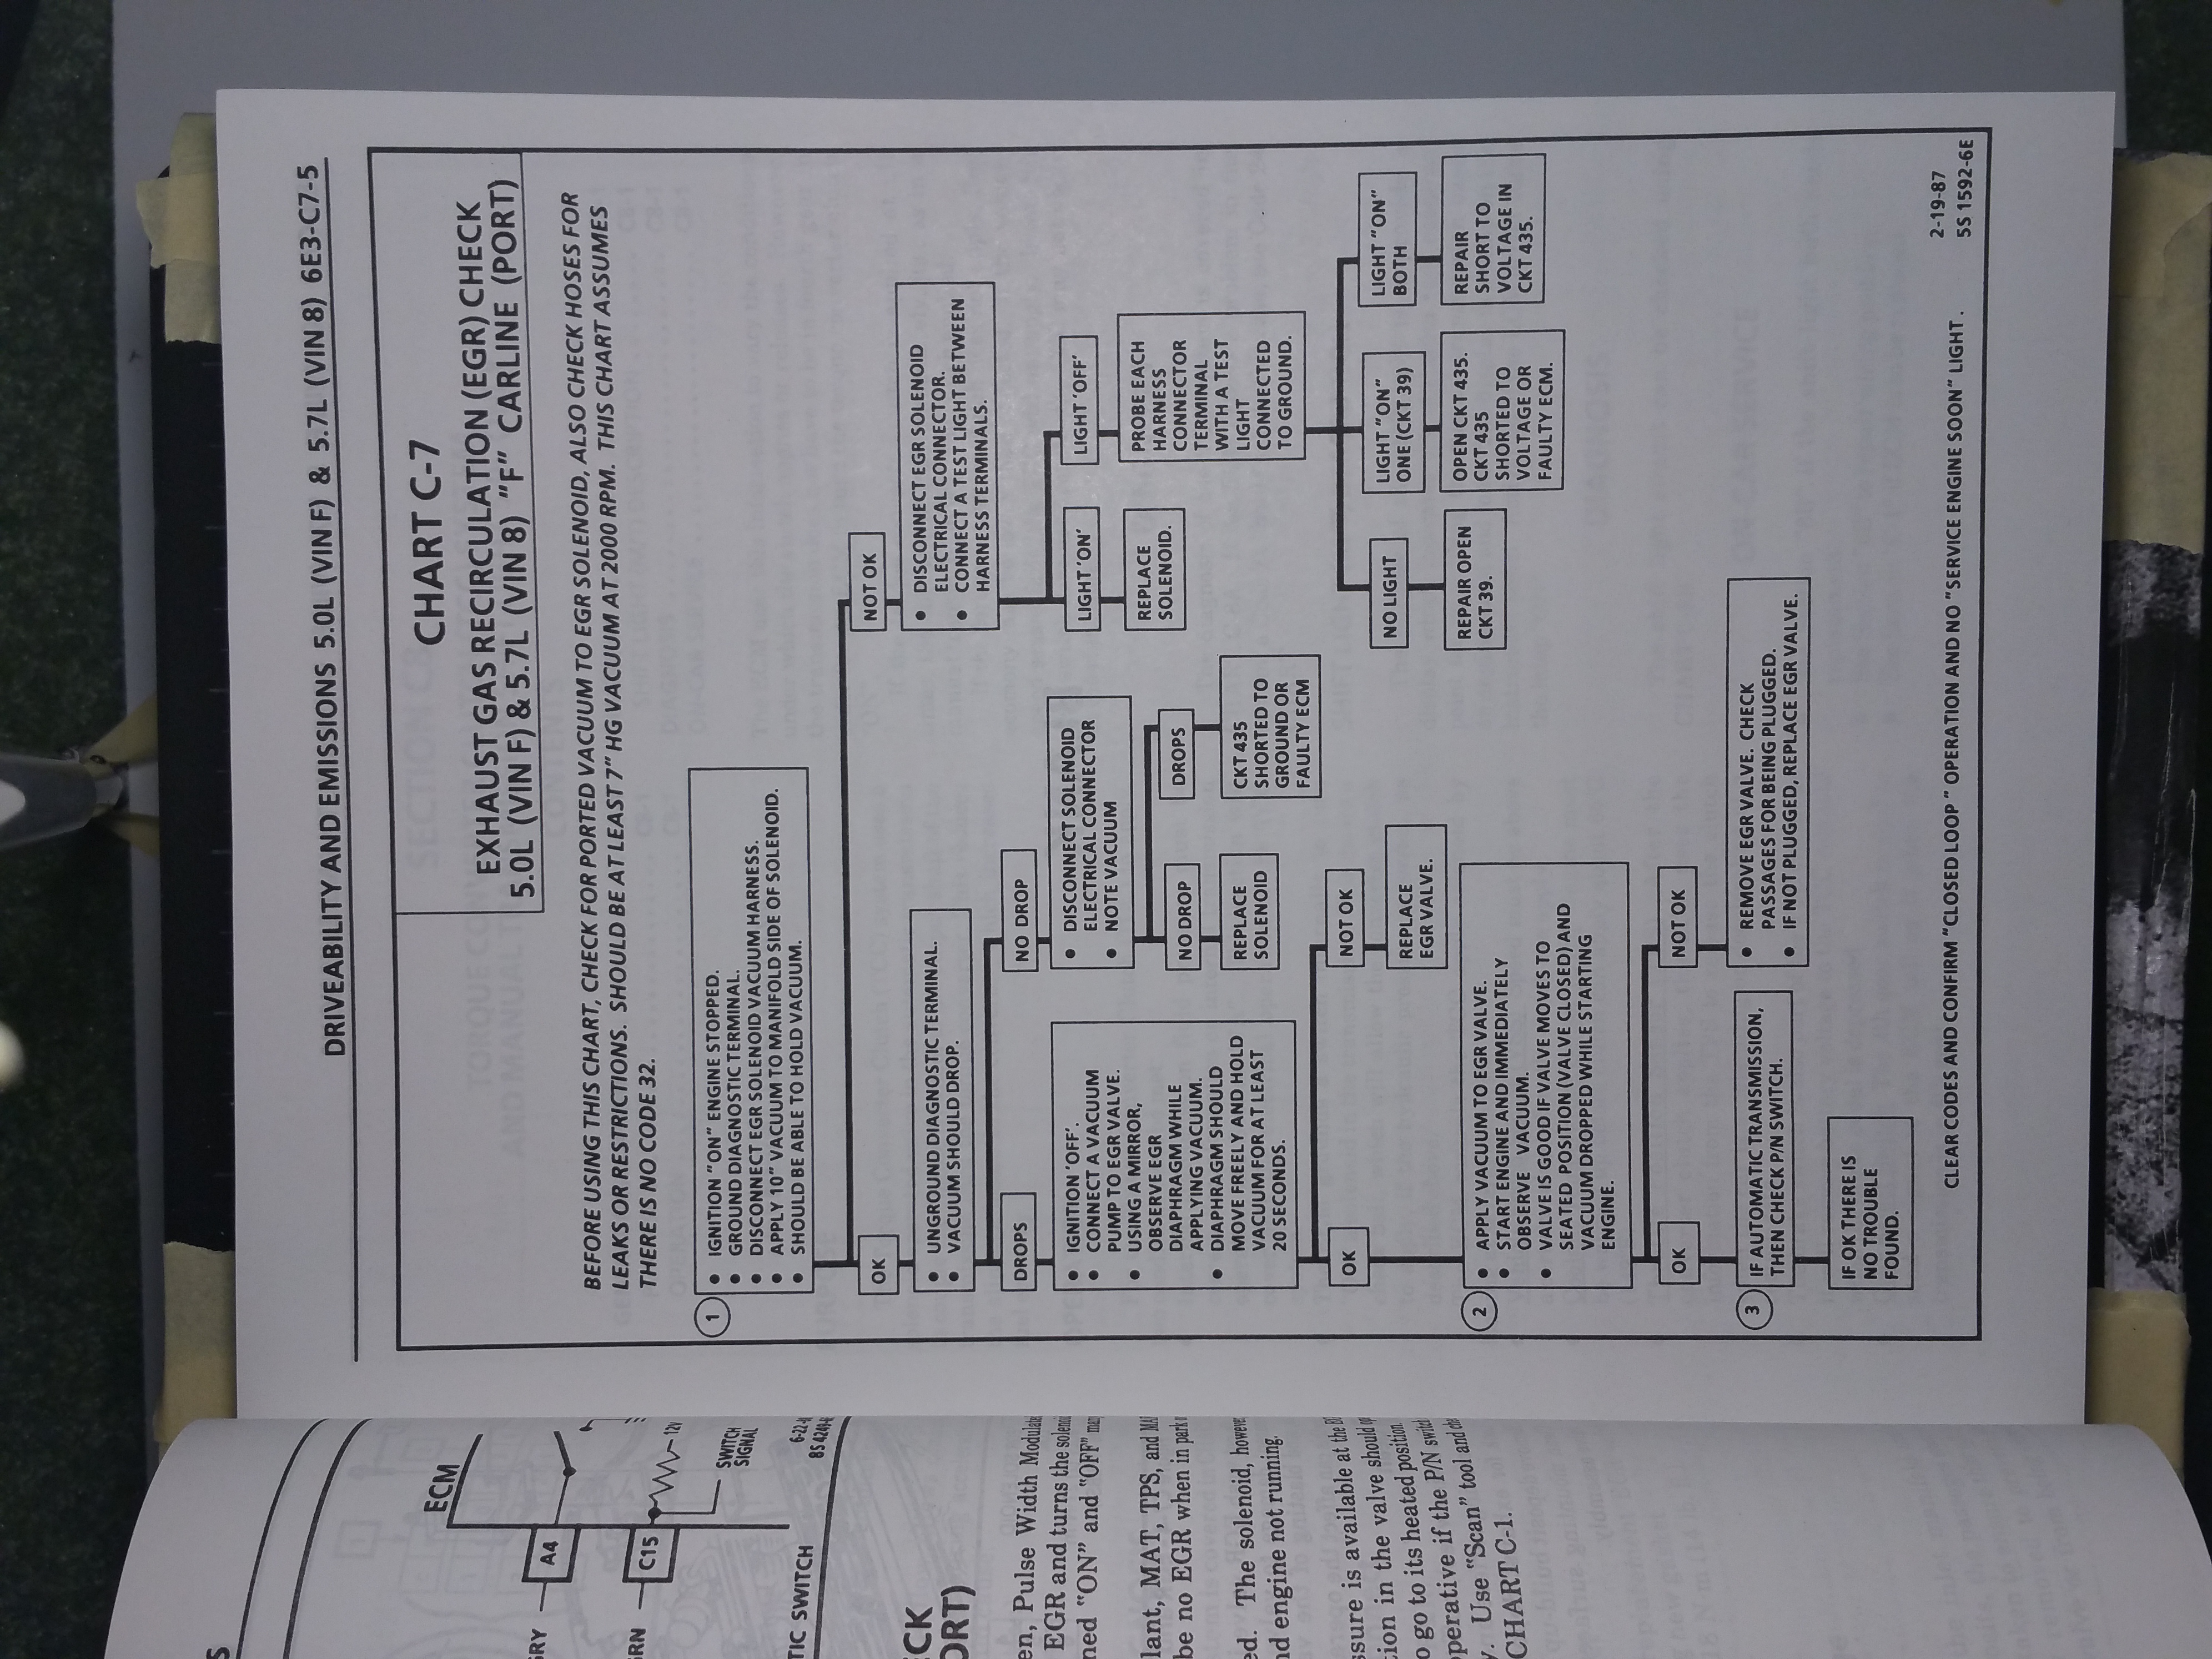 DRIVEABILITY AND EMISSIONS 5.0L (VIN F) & 5.7L (VIN 8) 6E3-C7-5
CHART C-7
EXHAUST GAS RECIRCULATION (EGR) CHECK
5.0L (VIN F) & 5.7L (VIN 8) "F" CARLINE (PORT)
BEFORE USING THIS CHART, CHECK FOR PORTED VACUUM TO EGR SOLENOID, ALSO CHECK HOSES FOR
LEAKS OR RESTRICTIONS. SHOULD BE AT LEAST 7" HG VACUUM AT 2000 RPM. THIS CHART ASSUMES
THERE IS NO CODE 32.
1
• IGNITION "ON" ENGINE STOPPED.
• GROUND DIAGNOSTIC TERMINAL.
• DISCONNECT EGR SOLENOID VACUUM HARNESS.
• APPLY 10" VACUUM TO MANIFOLD SIDE OF SOLENOID.
• SHOULD BE ABLE TO HOLD VACUUM.
OK
NOT OK
• UNGROUND DIAGNOSTIC TERMINAL.
• VACUUM SHOULD DROP.
• DISCONNECT EGR SOLENOID
ELECTRICAL CONNECTOR.
• CONNECT A TEST LIGHT BETWEEN
HARNESS TERMINALS.
DROPS
NO DROP
LIGHT 'ON'
LIGHT 'OFF'
• IGNITION 'OFF'.
• CONNECT A VACUUM
PUMP TO EGR VALVE.
• USING A MIRROR,
OBSERVE EGR
DIAPHRAGM WHILE
APPLYING VACUUM.
• DIAPHRAGM SHOULD
MOVE FREELY AND HOLD
VACUUM FOR AT LEAST
20 SECONDS.
• DISCONNECT SOLENOID
ELECTRICAL CONNECTOR
• NOTE VACUUM
REPLACE
SOLENOID.
PROBE EACH
HARNESS
CONNECTOR
TERMINAL
WITH A TEST
LIGHT
CONNECTED
TO GROUND.
NO DROP
DROPS
REPLACE
SOLENOID
CKT 435
SHORTED TO
GROUND OR
FAULTY ECM
OK
NOT OK
NO LIGHT
LIGHT "ON"
ONE (CKT 39)
LIGHT "ON"
BOTH
REPLACE
EGR VALVE.
REPAIR OPEN
CKT 39.
OPEN CKT 435.
CKT 435
SHORTED TO
VOLTAGE OR
FAULTY ECM.
REPAIR
SHORT TO
VOLTAGE IN
CKT 435.
2
• APPLY VACUUM TO EGR VALVE.
• START ENGINE AND IMMEDIATELY
OBSERVE VACUUM.
• VALVE IS GOOD IF VALVE MOVES TO
SEATED POSITION (VALVE CLOSED) AND
VACUUM DROPPED WHILE STARTING
ENGINE.
OK
NOT OK
3
IF AUTOMATIC TRANSMISSION,
THEN CHECK P/N SWITCH.
• REMOVE EGR VALVE. CHECK
PASSAGES FOR BEING PLUGGED.
• IF NOT PLUGGED, REPLACE EGR VALVE.
IF OK THERE IS
NO TROUBLE
FOUND.
CLEAR CODES AND CONFIRM "CLOSED LOOP" OPERATION AND NO "SERVICE ENGINE SOON" LIGHT.
2-19-87
5S 1592-6E
ECM
GRY
A4
GRN
C15
12V
SWITCH
SIGNAL
TIC SWITCH
CK
ORT)
en, Pulse Width
EGR and turns the
ned "ON" and "OFF"
lant, MAT, TPS, and
be no EGR when in park
ed. The solenoid,
nd engine not running.
ssure is available at the
tion in the valve should
o go to its heated position.
perative if the P/N
y. Use "Scan" tool and
CHART C-1.